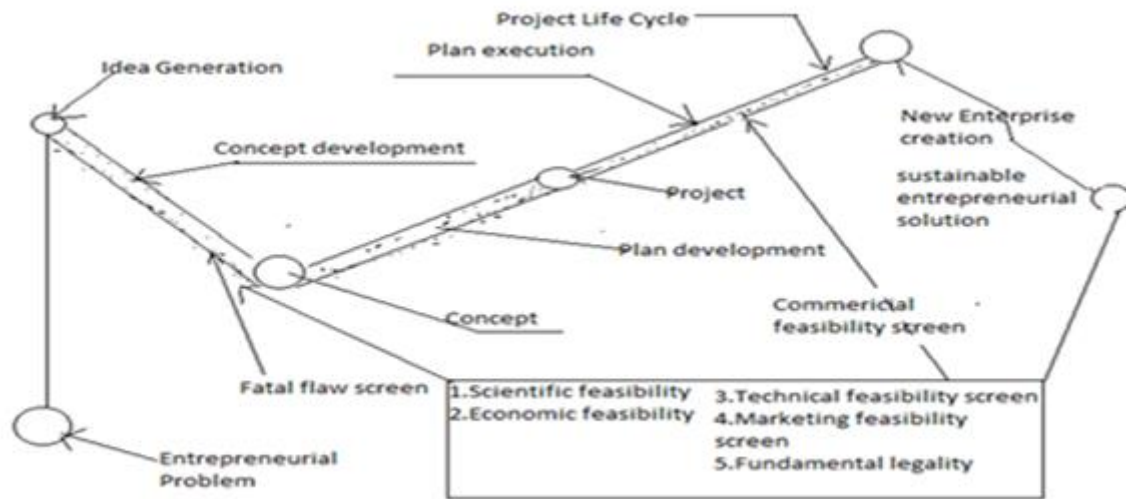 Project Life Cycle
Plan execution
Idea Generation
Concept development
New Enterprise
creation
sustainable
entrepreneurial
solution
Project
Plan development
Commericial
feasibility screen
Concept
Fatal flaw screen
1.Scientific feasibility
2.Economic feasibility
3.Technical feasibility screen
4.Marketing feasibility
screen
5.Fundamental legality
Entrepreneurial
Problem